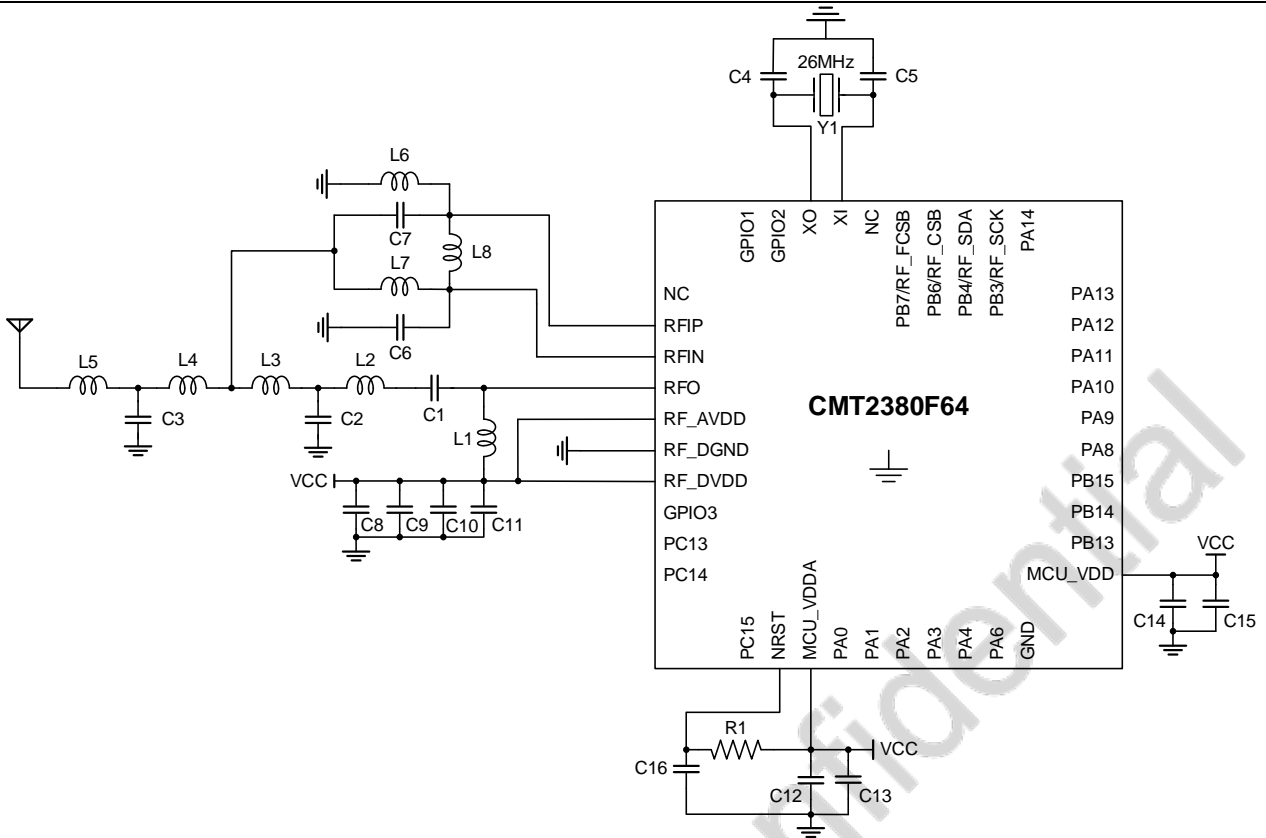 26MHz
C4
C5
Y1
L6
C7
L8
L7
C6
L5
L4
L3
L2
C3
C2
C1
L1
VCC
C8
C9
C10
C11
GPIO1
GPIO2
XO
XI
NC
PB7/RF_FCSB
PB6/RF_CSB
PB4/RF_SDA
PB3/RF_SCK
PA14
NC
RFIP
RFIN
RFO
RF_AVDD
RF_DGND
RF_DVDD
GPIO3
PC13
PC14
CMT2380F64
PA13
PA12
PA11
PA10
PA9
PA8
PB15
PB14
PB13
MCU_VDD
VCC
C14
C15
PC15
NRST
MCU_VDDA
PA0
PA1
PA2
PA3
PA4
PA6
GND
R1
VCC
C16
C12
C13
nfidential